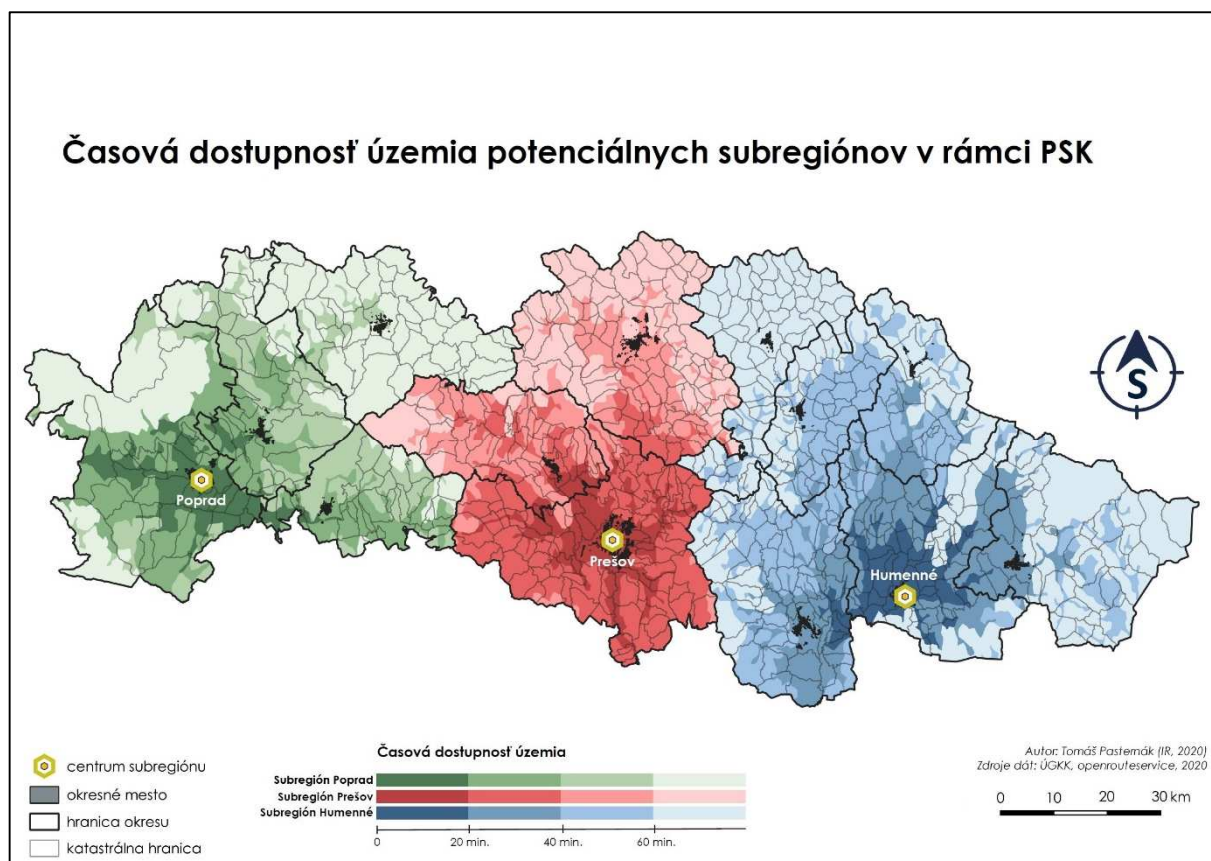 Časová dostupnosť územia potenciálnych subregiónov v rámci PSK
S
Poprad
Prešov
Humenné
centrum subregiónu
okresné mesto
hranica okresu
katastrálna hranica
Časová dostupnosť územia
Subregión Poprad
Subregión Prešov
Subregión Humenné
0 20 min. 40 min. 60 min.
Autor: Tomáš Pasternák (IR, 2020)
Zdroje dát: ÚGKK, openrouteservice, 2020
0 10 20 30 km